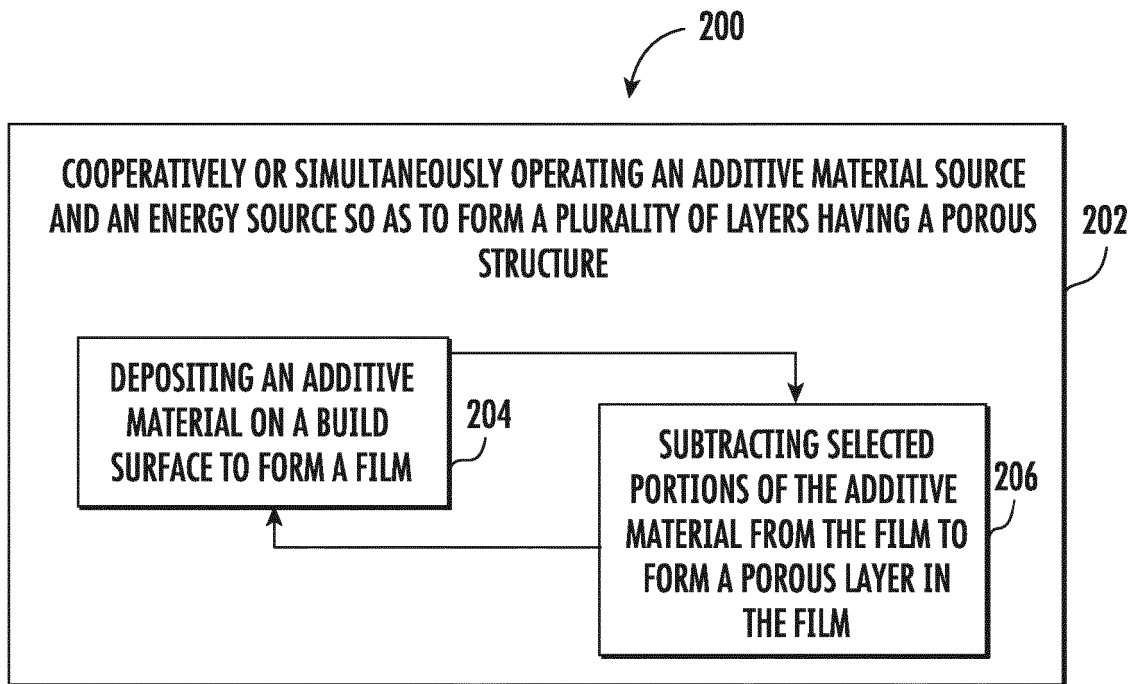 200
COOPERATIVELY OR SIMULTANEOUSLY OPERATING AN ADDITIVE MATERIAL SOURCE
AND AN ENERGY SOURCE SO AS TO FORM A PLURALITY OF LAYERS HAVING A POROUS
STRUCTURE
202
DEPOSITING AN ADDITIVE
MATERIAL ON A BUILD
SURFACE TO FORM A FILM
204
SUBTRACTING SELECTED
PORTIONS OF THE ADDITIVE
MATERIAL FROM THE FILM TO
FORM A POROUS LAYER IN
THE FILM
206